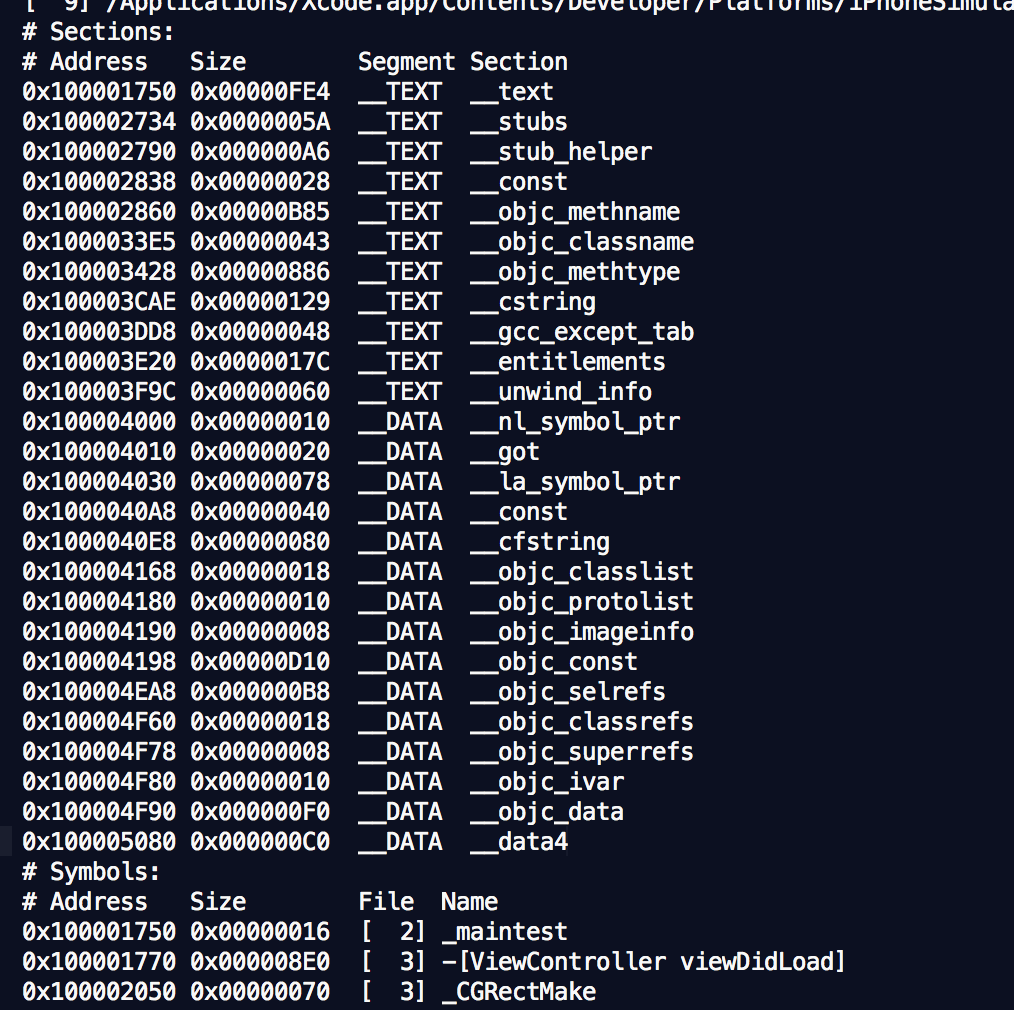 [  9] /Applications/Xcode.app/Contents/Developer/Platforms/iPhoneSimula
# Sections:
# Address   Size        Segment Section
0x100001750 0x00000FE4  __TEXT  __text
0x100002734 0x0000005A  __TEXT  __stubs
0x100002790 0x000000A6  __TEXT  __stub_helper
0x100002838 0x00000028  __TEXT  __const
0x100002860 0x00000B85  __TEXT  __objc_methname
0x1000033E5 0x00000043  __TEXT  __objc_classname
0x100003428 0x00000886  __TEXT  __objc_methtype
0x100003CAE 0x00000129  __TEXT  __cstring
0x100003DD8 0x00000048  __TEXT  __gcc_except_tab
0x100003E20 0x0000017C  __TEXT  __entitlements
0x100003F9C 0x00000060  __TEXT  __unwind_info
0x100004000 0x00000010  __DATA  __nl_symbol_ptr
0x100004010 0x00000020  __DATA  __got
0x100004030 0x00000078  __DATA  __la_symbol_ptr
0x1000040A8 0x00000040  __DATA  __const
0x1000040E8 0x00000080  __DATA  __cfstring
0x100004168 0x00000018  __DATA  __objc_classlist
0x100004180 0x00000010  __DATA  __objc_protolist
0x100004190 0x00000008  __DATA  __objc_imageinfo
0x100004198 0x00000D10  __DATA  __objc_const
0x100004EA8 0x000000B8  __DATA  __objc_selrefs
0x100004F60 0x00000018  __DATA  __objc_classrefs
0x100004F78 0x00000008  __DATA  __objc_superrefs
0x100004F80 0x00000010  __DATA  __objc_ivar
0x100004F90 0x000000F0  __DATA  __objc_data
0x100005080 0x000000C0  __DATA  __data4
# Symbols:
# Address   Size        File  Name
0x100001750 0x00000016  [  2] _maintest
0x100001770 0x000008E0  [  3] -[ViewController viewDidLoad]
0x100002050 0x00000070  [  3] _CGRectMake